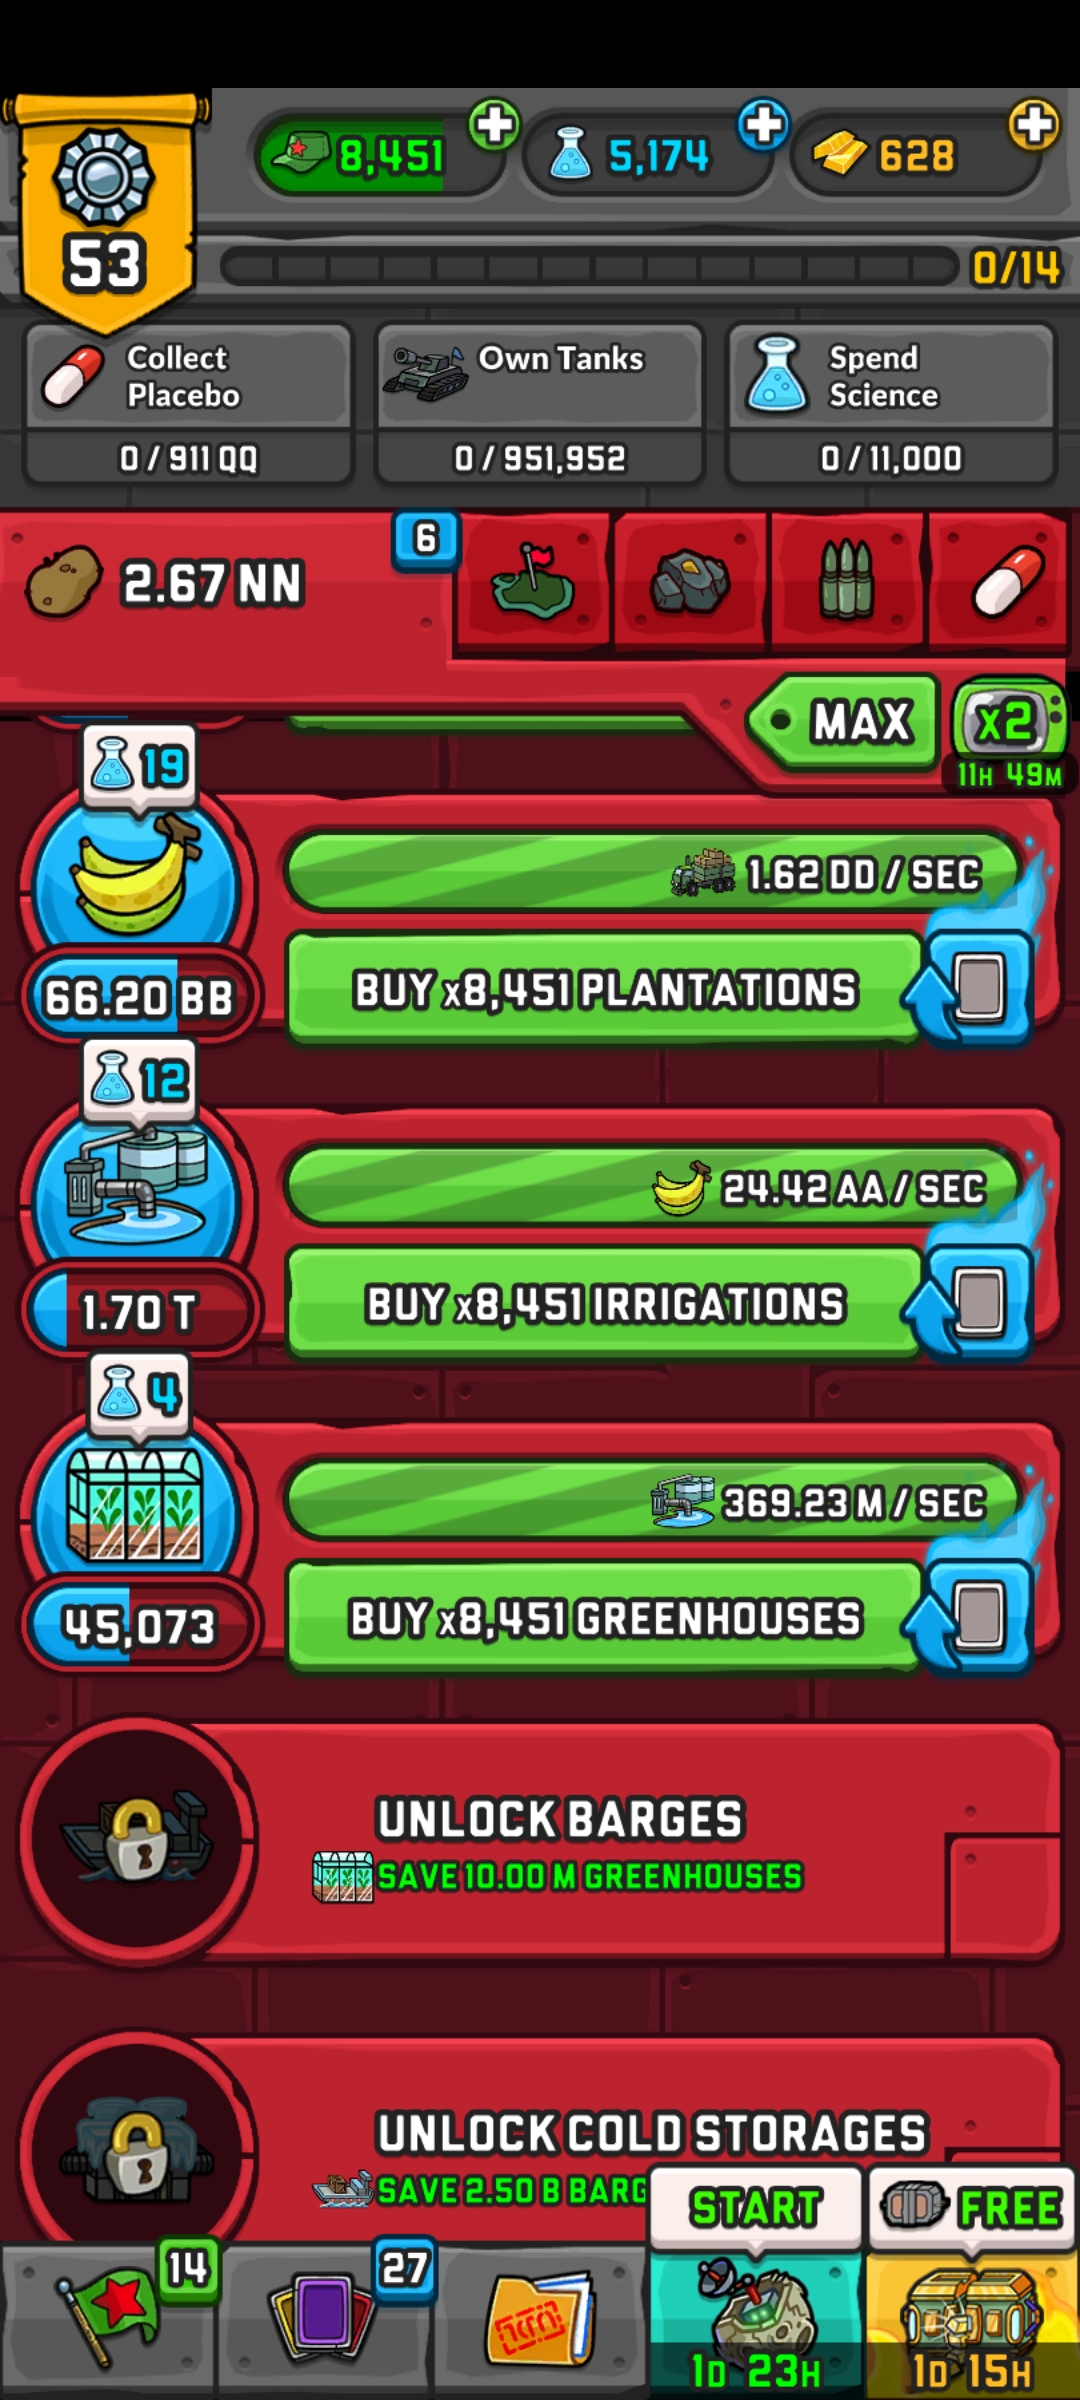 8,451
5,174
628
53
0/14
Collect
Placebo
Own Tanks
Spend
Science
0 / 911 QQ
0 / 951,952
0 / 11,000
2.67 NN
6
MAX
x2
11H 49M
19
1.62 DD / SEC
66.20 BB
BUY x8,451 PLANTATIONS
12
24.42 AA / SEC
1.70 T
BUY x8,451 IRRIGATIONS
4
369.23 M / SEC
45,073
BUY x8,451 GREENHOUSES
UNLOCK BARGES
SAVE 10.00 M GREENHOUSES
UNLOCK COLD STORAGES
SAVE 2.50 B BARG
START
FREE
14
27
1D 23H
1D 15H